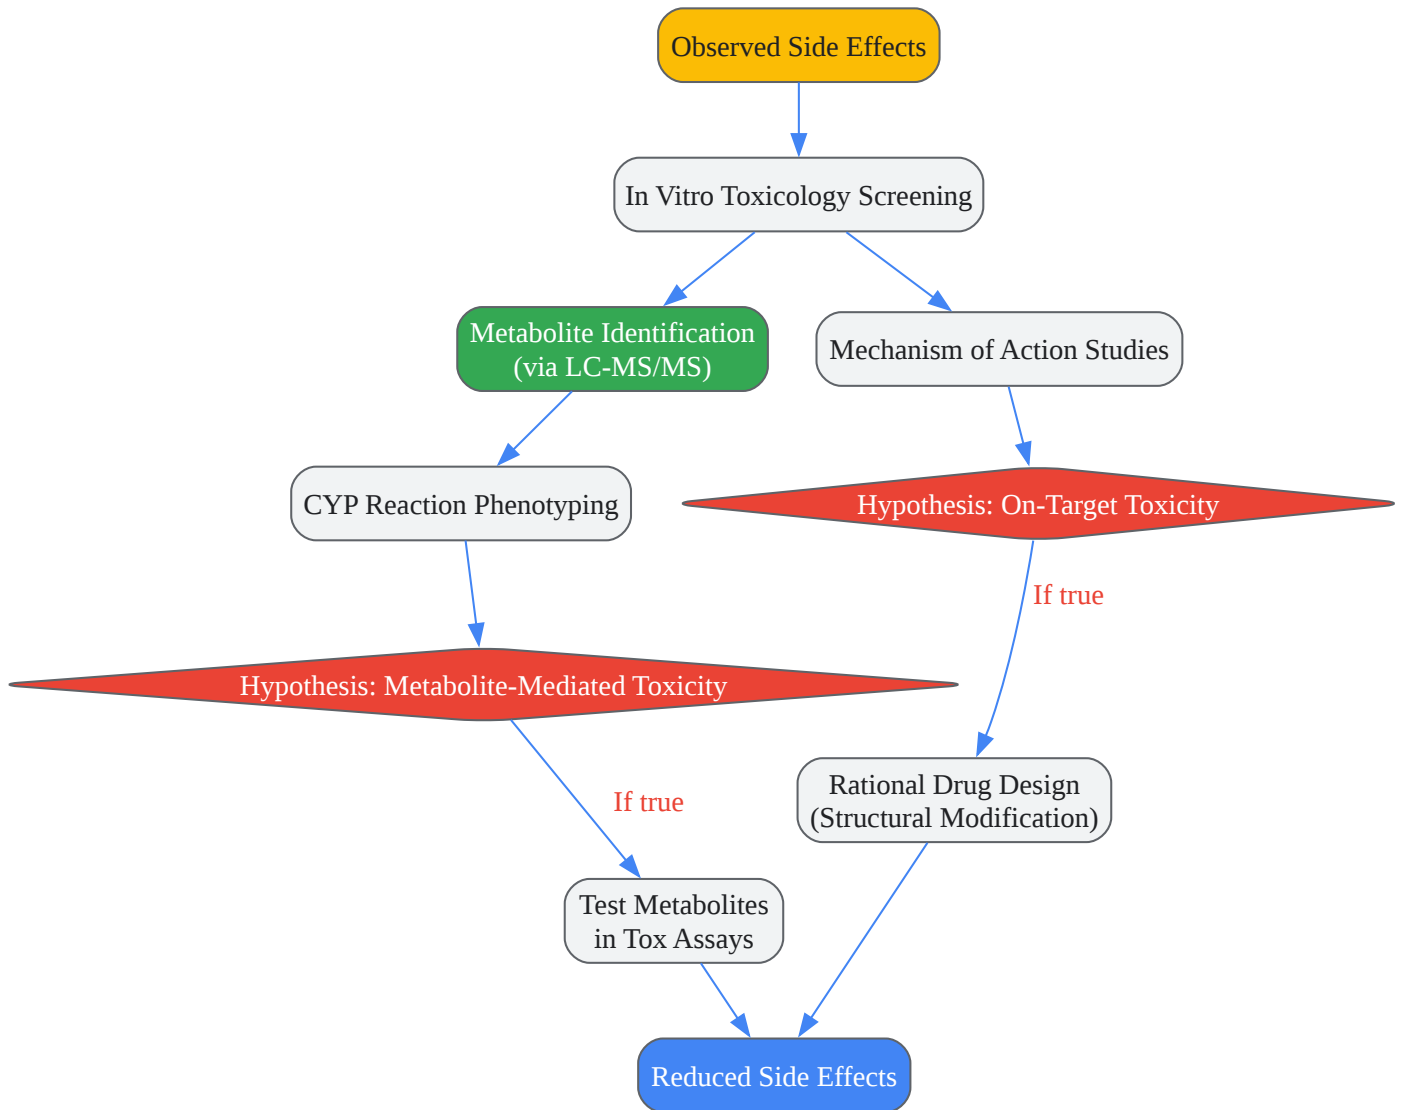 Observed Side Effects
In Vitro Toxicology Screening
Metabolite Identification
(via LC-MS/MS)
Mechanism of Action Studies
CYP Reaction Phenotyping
Hypothesis: On-Target Toxicity
If true
Hypothesis: Metabolite-Mediated Toxicity
If true
Rational Drug Design
(Structural Modification)
Test Metabolites
in Tox Assays
Reduced Side Effects